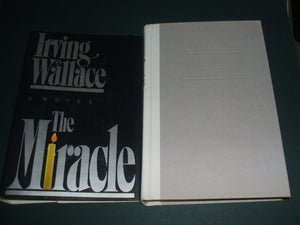 Irving
Wallace
A NOVEL
The
Miracle